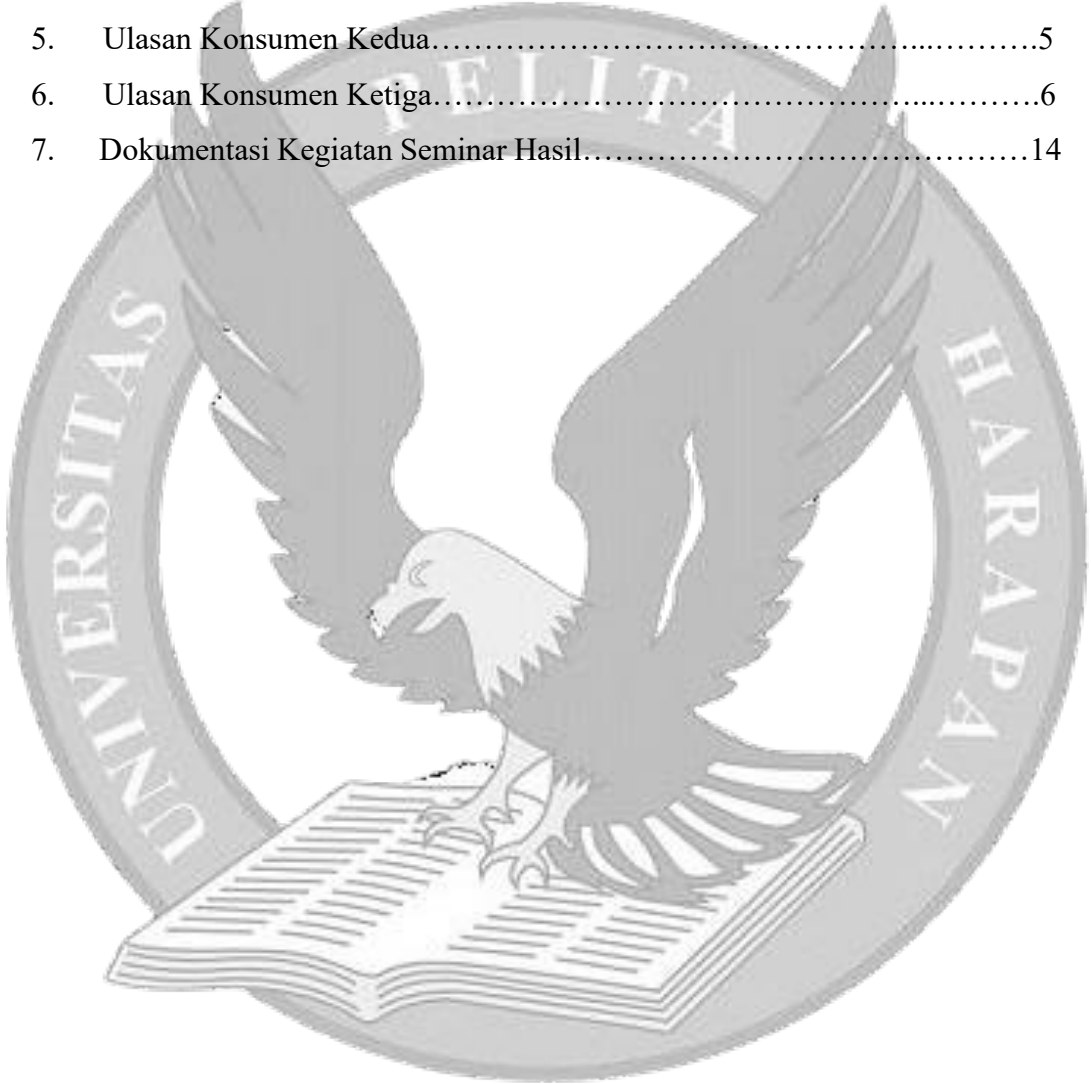 5. Ulasan Konsumen Kedua…………………………………………...……….5
6. Ulasan Konsumen Ketiga…………………………………………...……….6
7. Dokumentasi Kegiatan Seminar Hasil……………………………………14
UNIVERSITAS PELITA HARAPAN